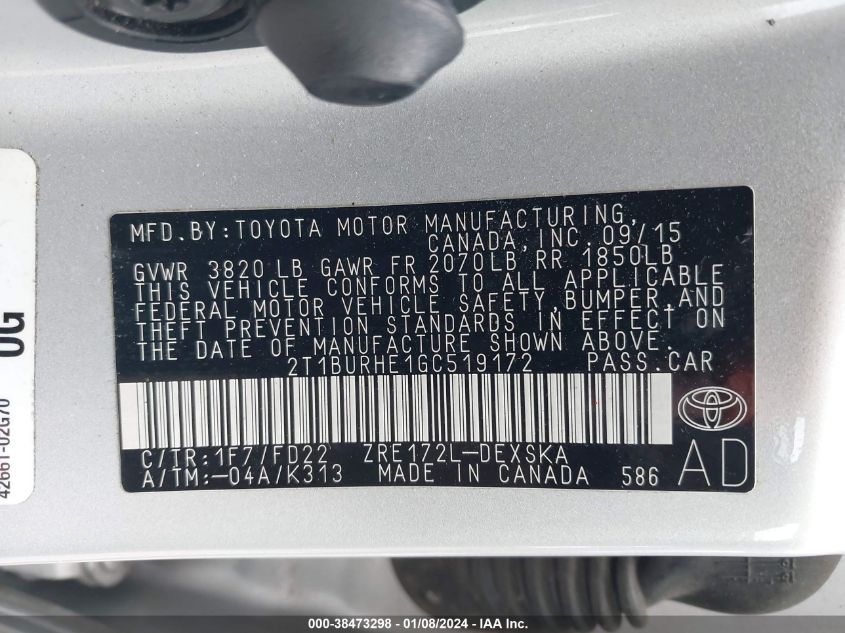 MFD.BY:TOYOTA MOTOR MANUFACTURING,
CANADA,INC.09/15
GVWR 3820 LB GAWR FR 2070LB RR 1850LB
THIS VEHICLE CONFORMS TO ALL APPLICABLE
FEDERAL MOTOR VEHICLE SAFETY,BUMPER,AND
THEFT PREVENTION STANDARDS IN EFFECT ON
THE DATE OF MANUFACTURE SHOWN ABOVE.
2T1BURHE1GC519172 PASS.CAR
C/TR:1F7/FD22 ZRE172L-DEXSKA
A/TM:-04A/K313 MADE IN CANADA 586
AD
0G
42661-02G70
000-38473298 - 01/08/2024 - IAA Inc.